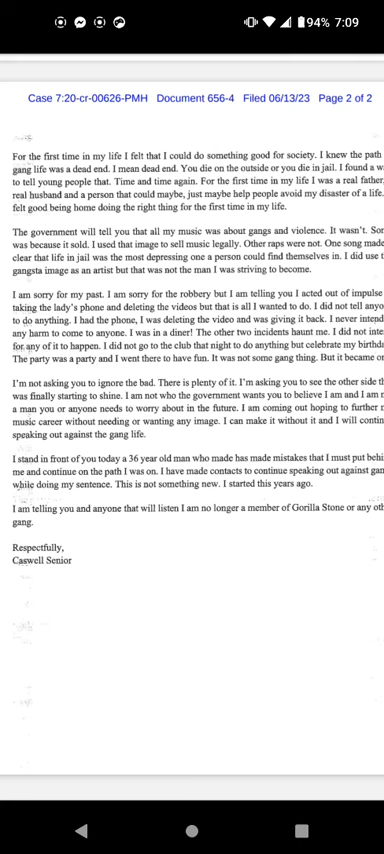 94% 7:09
Case 7:20-cr-00626-PMH Document 656-4 Filed 06/13/23 Page 2 of 2
For the first time in my life I felt that I could do something good for society. I knew the path
gang life was a dead end. I mean dead end. You die on the outside or you die in jail. I found a w
to tell young people that. Time and time again. For the first time in my life I was a real father,
real husband and a person that could maybe, just maybe help people avoid my disaster of a life.
felt good being home doing the right thing for the first time in my life.
The government will tell you that all my music was about gangs and violence. It wasn't. Sor
was because it sold. I used that image to sell music legally. Other raps were not. One song made
clear that life in jail was the most depressing one a person could find themselves in. I did use t
gangsta image as an artist but that was not the man I was striving to become.
I am sorry for my past. I am sorry for the robbery but I am telling you I acted out of impulse
taking the lady's phone and deleting the videos but that is all I wanted to do. I did not tell anyo
to do anything. I had the phone, I was deleting the video and was giving it back. I never intend
any harm to come to anyone. I was in a diner! The other two incidents haunt me. I did not inte
for any of it to happen. I did not go to the club that night to do anything but celebrate my birthda
The party was a party and I went there to have fun. It was not some gang thing. But it became or
I'm not asking you to ignore the bad. There is plenty of it. I'm asking you to see the other side th
was finally starting to shine. I am not who the government wants you to believe I am and I am r
a man you or anyone needs to worry about in the future. I am coming out hoping to further r
music career without needing or wanting any image. I can make it without it and I will contin
speaking out against the gang life.
I stand in front of you today a 36 year old man who made has made mistakes that I must put behi
me and continue on the path I was on. I have made contacts to continue speaking out against gan
while doing my sentence. This is not something new. I started this years ago.
I am telling you and anyone that will listen I am no longer a member of Gorilla Stone or any oth
gang.
Respectfully,
Caswell Senior